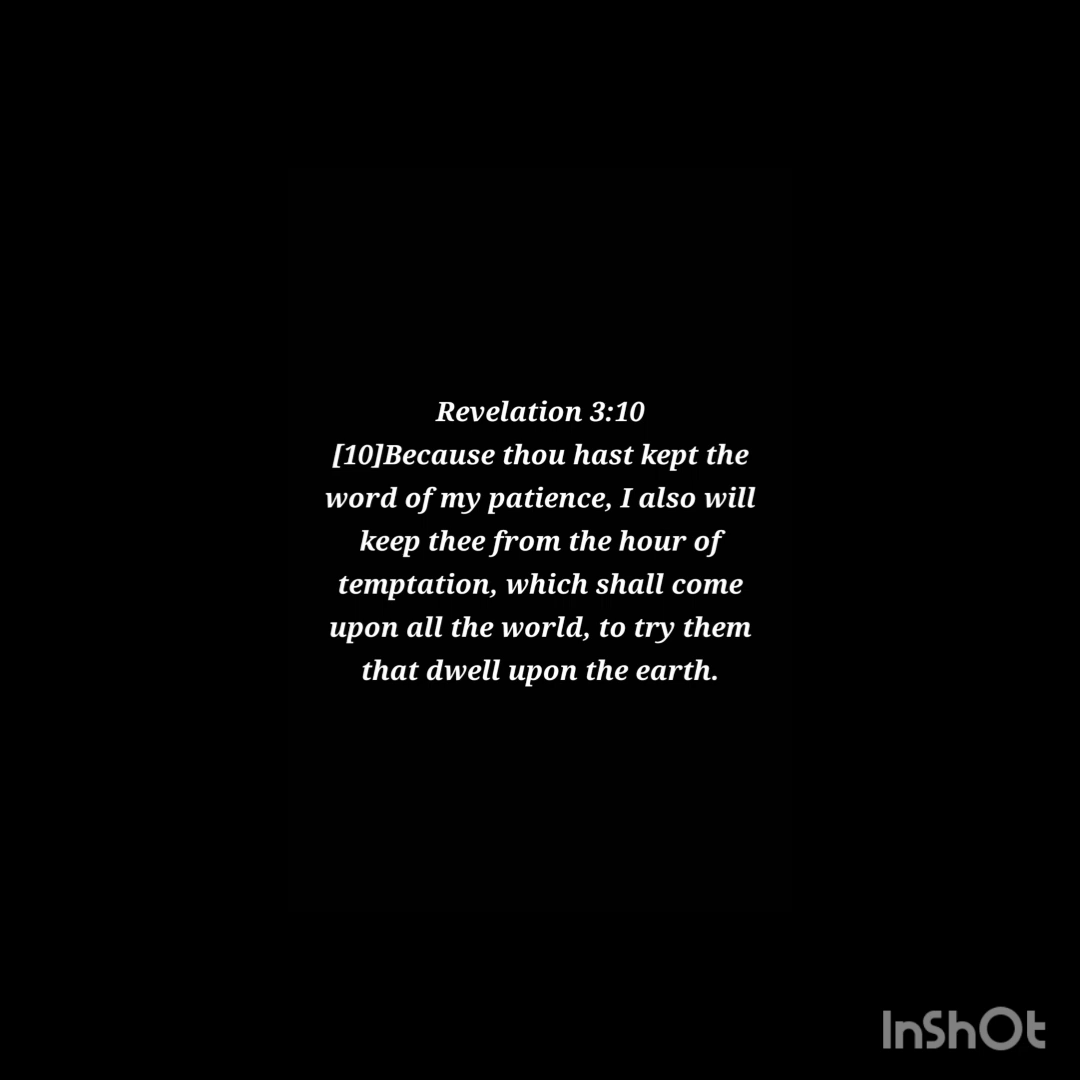 Revelation 3:10
[10]Because thou hast kept the
word of my patience, I also will
keep thee from the hour of
temptation, which shall come
upon all the world, to try them
that dwell upon the earth.
InShOt